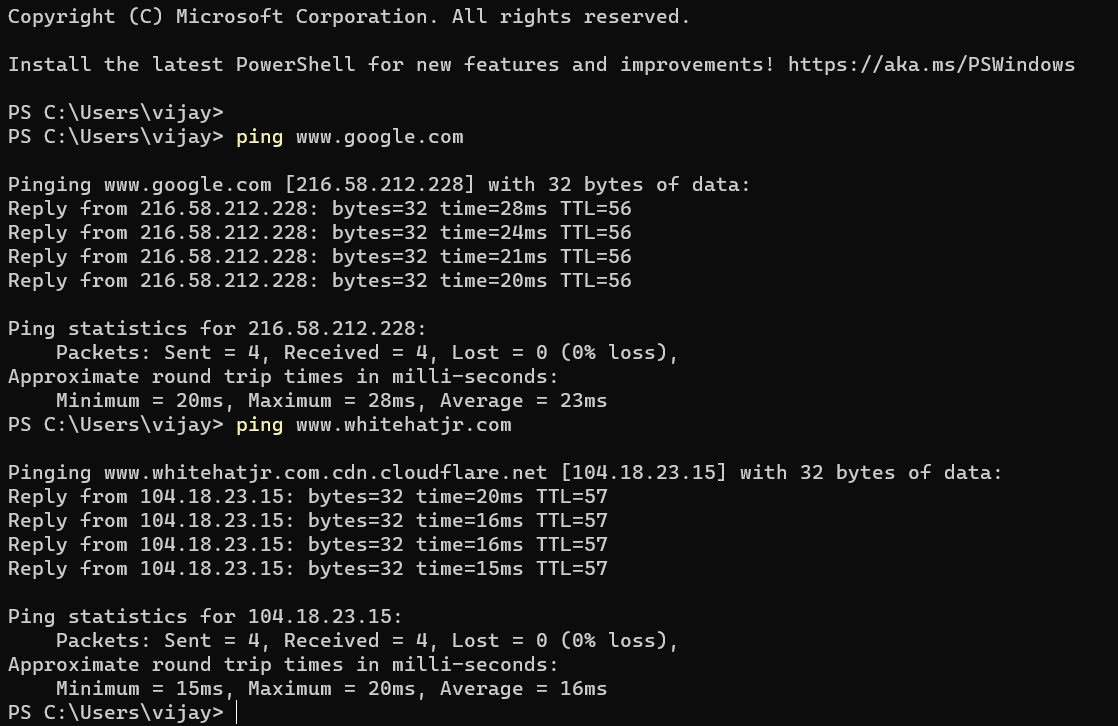 Copyright (C) Microsoft Corporation. All rights reserved.
Install the latest PowerShell for new features and improvements! https://aka.ms/PSWindows
PS C:\Users\vijay>
PS C:\Users\vijay> ping www.google.com
Pinging www.google.com [216.58.212.228] with 32 bytes of data:
Reply from 216.58.212.228: bytes=32 time=28ms TTL=56
Reply from 216.58.212.228: bytes=32 time=24ms TTL=56
Reply from 216.58.212.228: bytes=32 time=21ms TTL=56
Reply from 216.58.212.228: bytes=32 time=20ms TTL=56
Ping statistics for 216.58.212.228:
    Packets: Sent = 4, Received = 4, Lost = 0 (0% loss),
Approximate round trip times in milli-seconds:
    Minimum = 20ms, Maximum = 28ms, Average = 23ms
PS C:\Users\vijay> ping www.whitehatjr.com
Pinging www.whitehatjr.com.cdn.cloudflare.net [104.18.23.15] with 32 bytes of data:
Reply from 104.18.23.15: bytes=32 time=20ms TTL=57
Reply from 104.18.23.15: bytes=32 time=16ms TTL=57
Reply from 104.18.23.15: bytes=32 time=16ms TTL=57
Reply from 104.18.23.15: bytes=32 time=15ms TTL=57
Ping statistics for 104.18.23.15:
    Packets: Sent = 4, Received = 4, Lost = 0 (0% loss),
Approximate round trip times in milli-seconds:
    Minimum = 15ms, Maximum = 20ms, Average = 16ms
PS C:\Users\vijay>